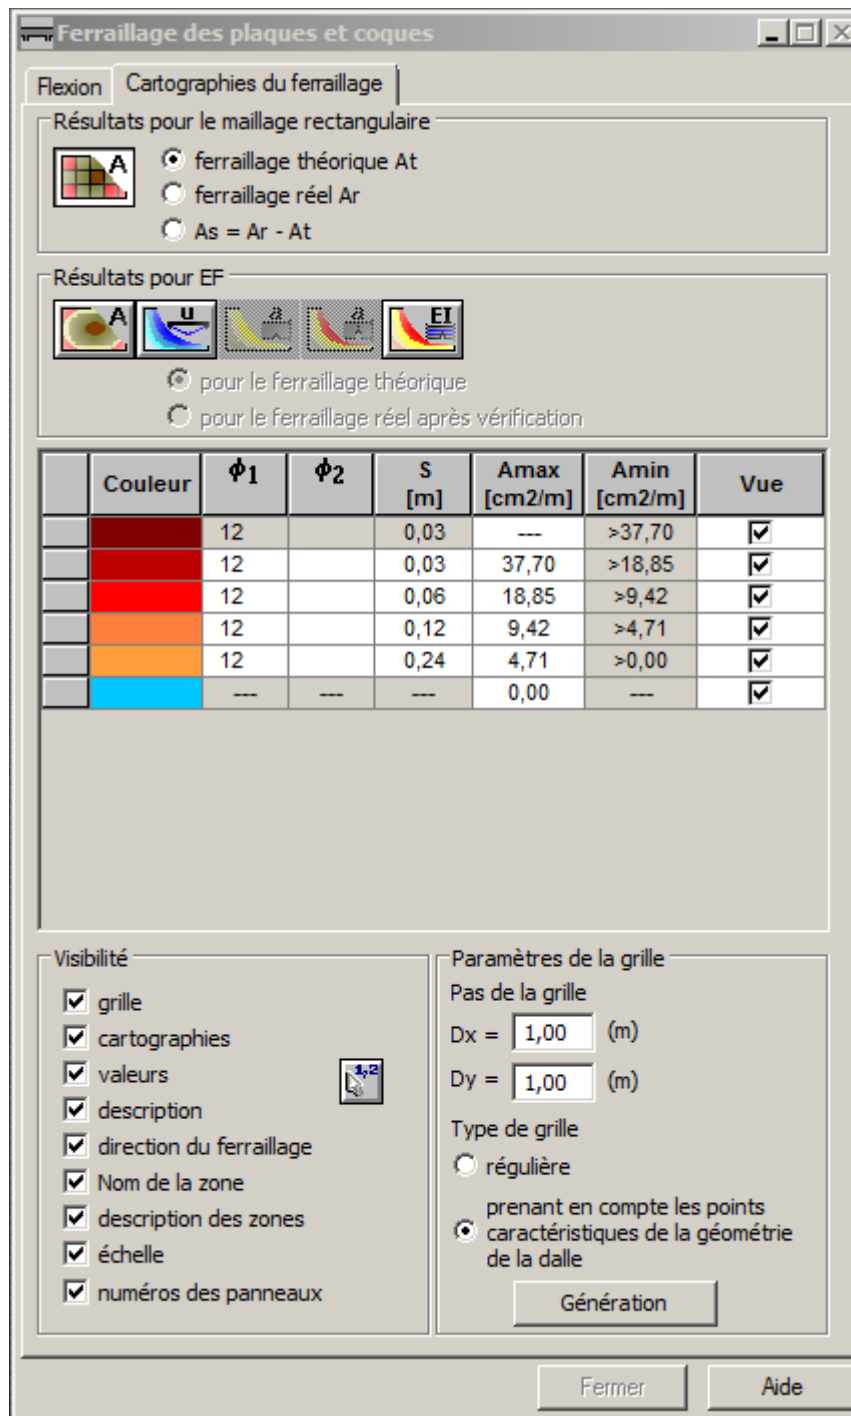 Ferraillage des plaques et coques
Flexion Cartographies du ferraillage
Résultats pour le maillage rectangulaire
A
ferraillage théorique At
ferraillage réel Ar
As = Ar - At
Résultats pour EF
A u a a EI
pour le ferraillage théorique
pour le ferraillage réel après vérification
Couleur ϕ1 ϕ2 S [m] Amax [cm2/m] Amin [cm2/m] Vue
12 0,03 --- >37,70
12 0,03 37,70 >18,85
12 0,06 18,85 >9,42
12 0,12 9,42 >4,71
12 0,24 4,71 >0,00
--- --- --- 0,00 ---
Visibilité
grille
cartographies
valeurs
1,2
description
direction du ferraillage
Nom de la zone
description des zones
échelle
numéros des panneaux
Paramètres de la grille
Pas de la grille
Dx = 1,00 (m)
Dy = 1,00 (m)
Type de grille
régulière
prenant en compte les points
caractéristiques de la géométrie
de la dalle
Génération
Fermer Aide